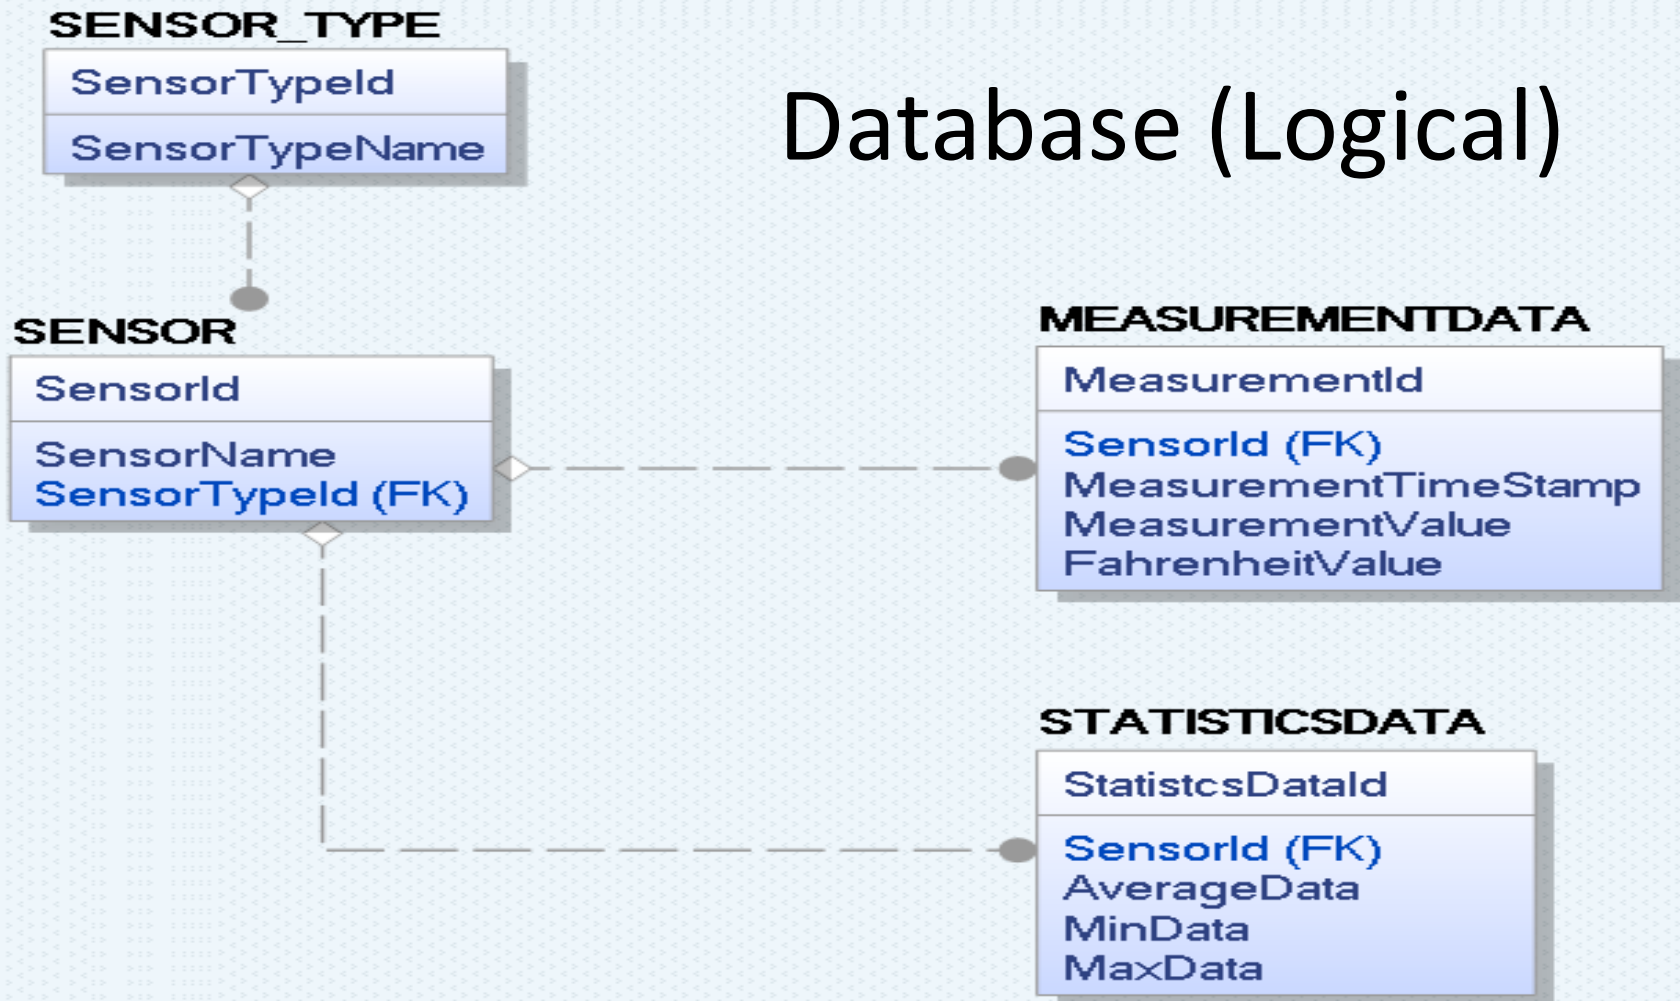 SENSOR_TYPE
SensorTypeId
SensorTypeName
Database (Logical)
SENSOR
SensorId
SensorName
SensorTypeId (FK)
MEASUREMENTDATA
MeasurementId
SensorId (FK)
MeasurementTimeStamp
MeasurementValue
FahrenheitValue
STATISTICSDATA
StatistcsDataId
SensorId (FK)
AverageData
MinData
MaxData